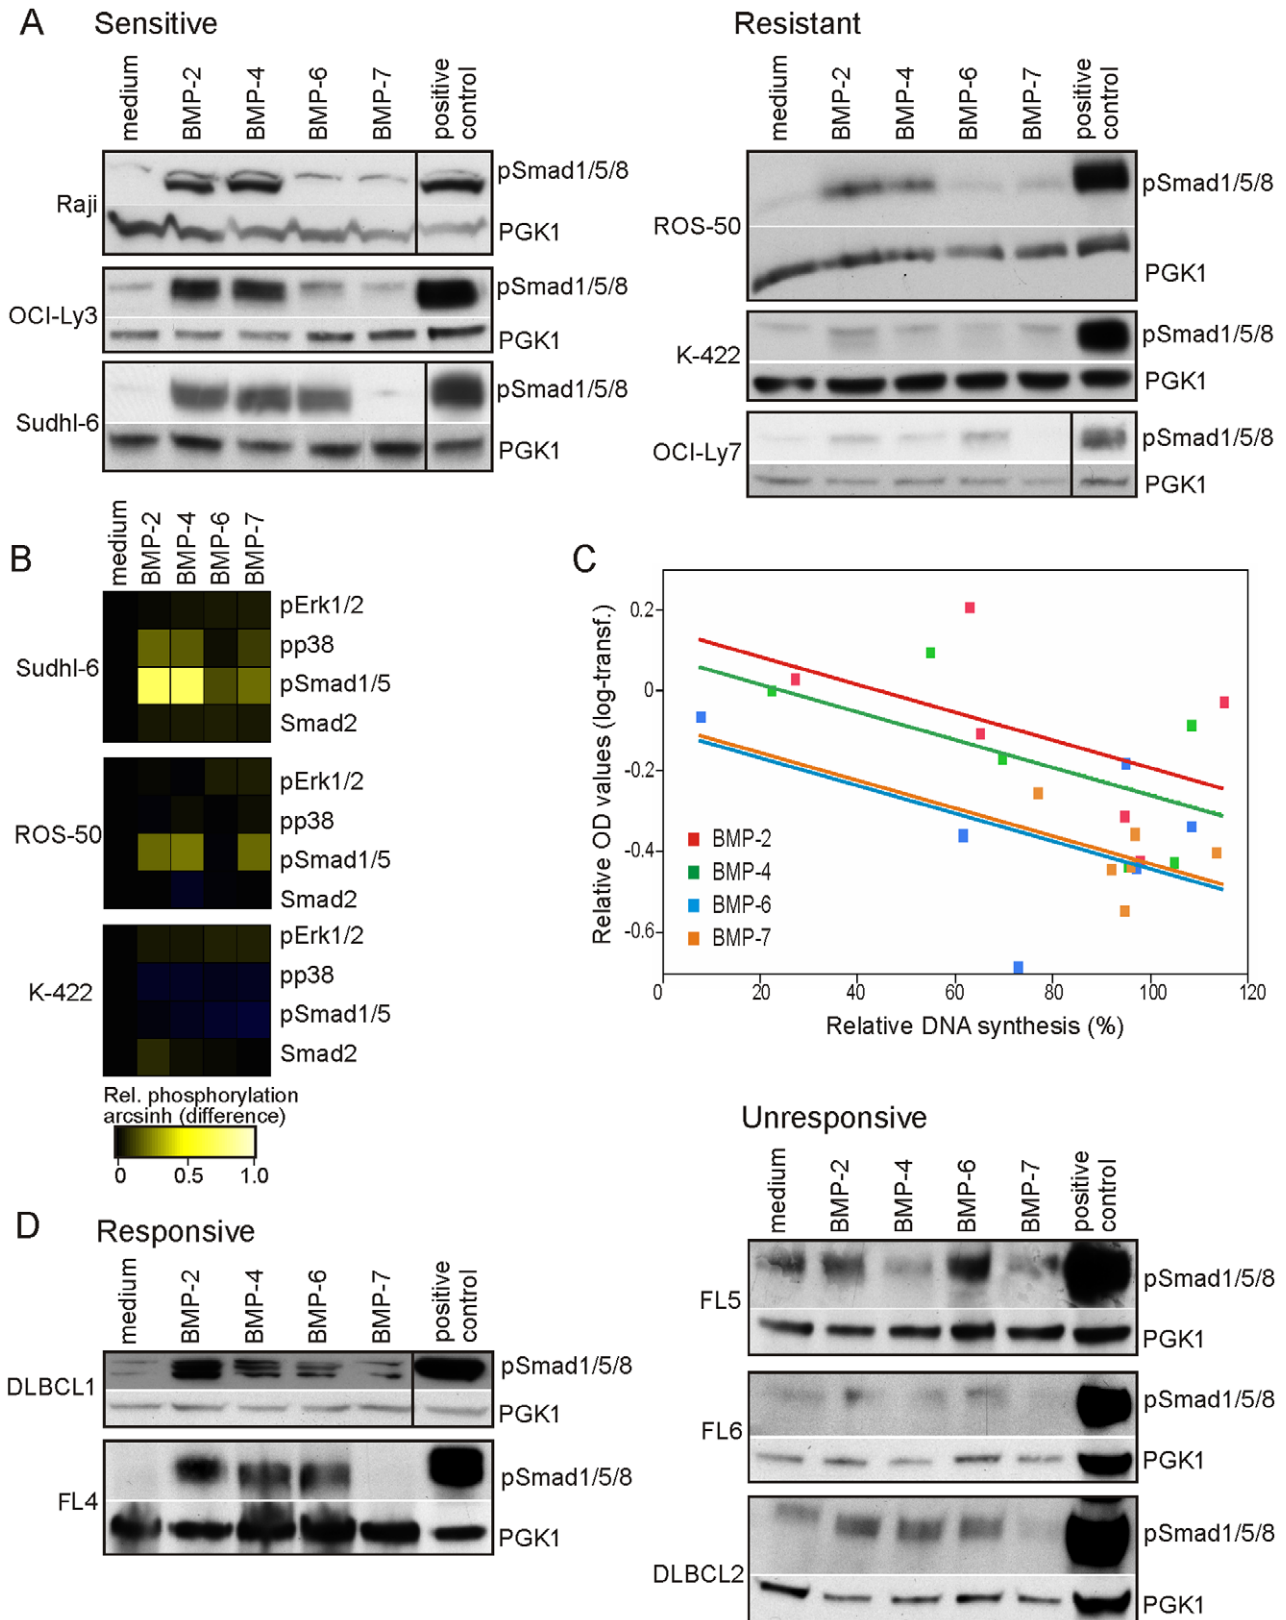 A Sensitive
medium
BMP-2
BMP-4
BMP-6
BMP-7
positive
control
Raji
pSmad1/5/8
PGK1
OCI-Ly3
pSmad1/5/8
PGK1
Sudhl-6
pSmad1/5/8
PGK1
Resistant
medium
BMP-2
BMP-4
BMP-6
BMP-7
positive
control
ROS-50
pSmad1/5/8
PGK1
K-422
pSmad1/5/8
PGK1
OCI-Ly7
pSmad1/5/8
PGK1
B
medium
BMP-2
BMP-4
BMP-6
BMP-7
Sudhl-6
pErk1/2
pp38
pSmad1/5
Smad2
ROS-50
pErk1/2
pp38
pSmad1/5
Smad2
K-422
pErk1/2
pp38
pSmad1/5
Smad2
Rel. phosphorylation
arcsinh (difference)
0 0.5 1.0
C
Relative OD values (log-transf.)
0.2
0
-0.2
-0.4
-0.6
BMP-2
BMP-4
BMP-6
BMP-7
0 20 40 60 80 100 120
Relative DNA synthesis (%)
D Responsive
medium
BMP-2
BMP-4
BMP-6
BMP-7
positive
control
DLBCL1
pSmad1/5/8
PGK1
FL4
pSmad1/5/8
PGK1
Unresponsive
medium
BMP-2
BMP-4
BMP-6
BMP-7
positive
control
FL5
pSmad1/5/8
PGK1
FL6
pSmad1/5/8
PGK1
DLBCL2
pSmad1/5/8
PGK1